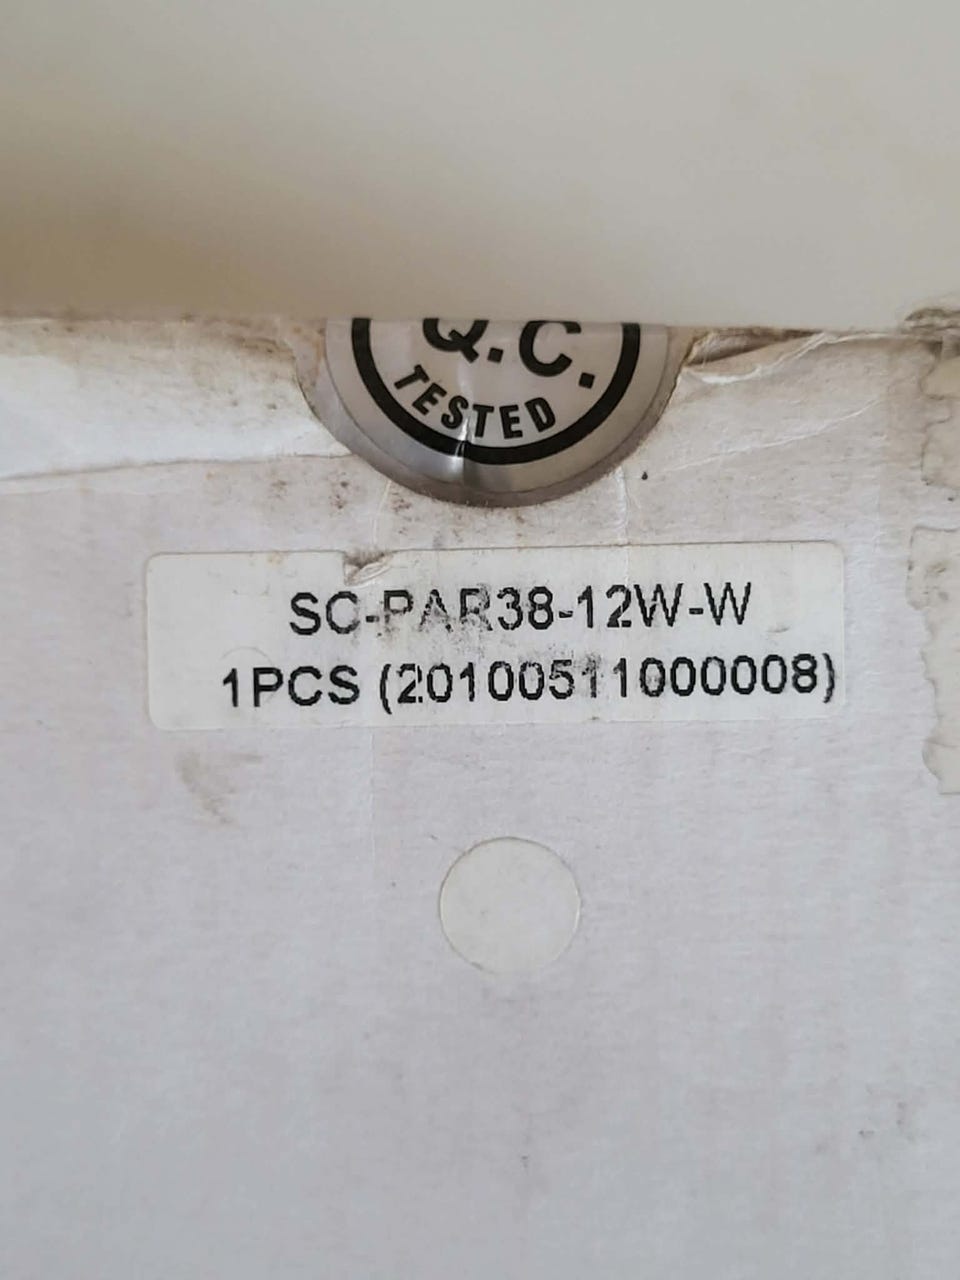 Q.C.
TESTED
SC-PAR38-12W-W
1PCS (20100511000008)